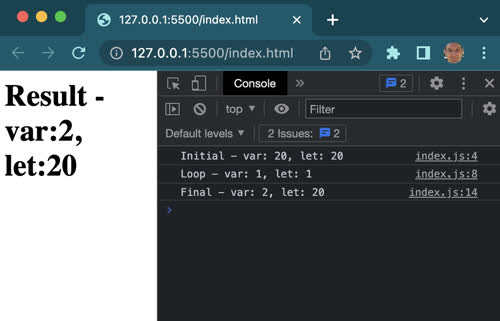 127.0.0.1:5500/index.html
127.0.0.1:5500/index.html
Result -
var:2,
let:20
Console
2
top
Filter
Default levels
2 Issues: 2
Initial – var: 20, let: 20 index.js:4
Loop – var: 1, let: 1 index.js:8
Final – var: 2, let: 20 index.js:14